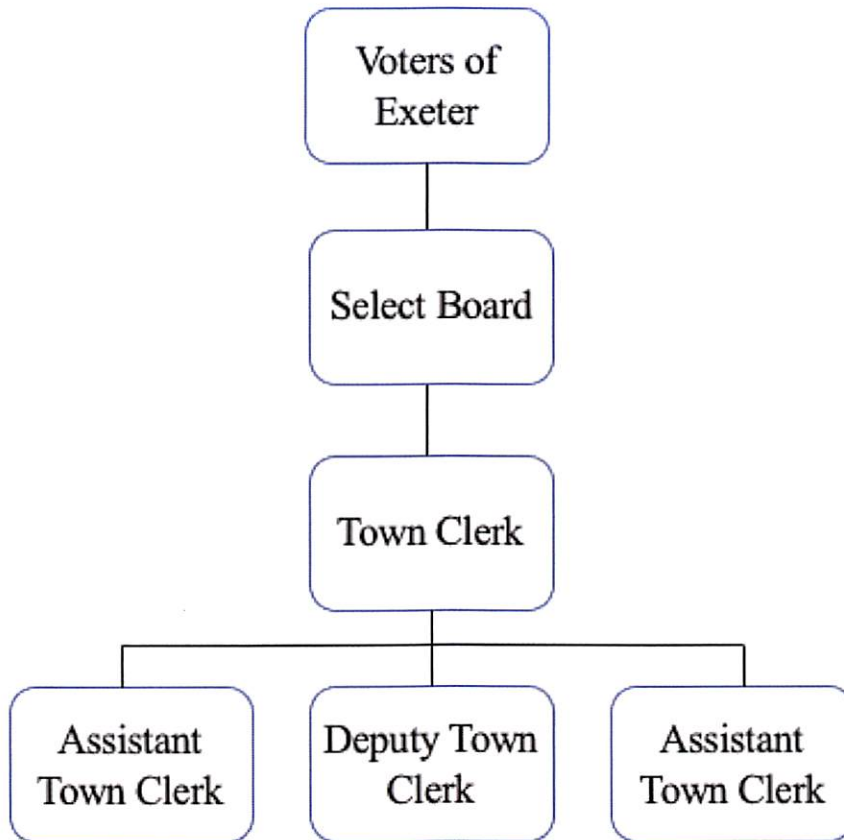 Voters of
Exeter
Select Board
Town Clerk
Assistant
Town Clerk
Deputy Town
Clerk
Assistant
Town Clerk